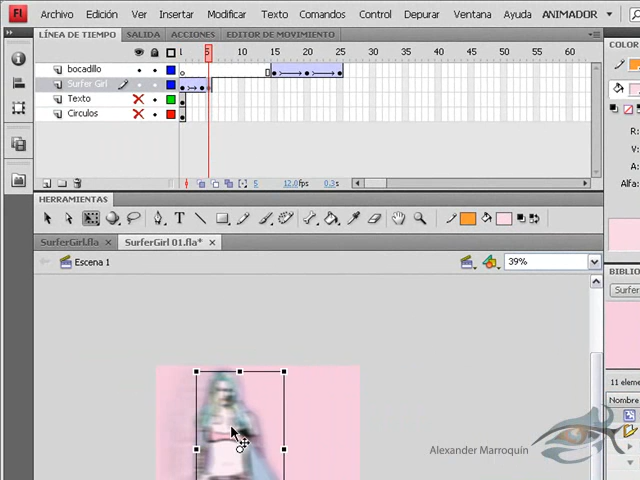 Fl Archivo Edición Ver Insertar Modificar Texto Comandos Control Depurar Ventana Ayuda ANIMADOR
LÍNEA DE TIEMPO SALIDA ACCIONES EDITOR DE MOVIMIENTO
COLOR
1 5 10 15 20 25 30 35 40 45 50 55 60
bocadillo
Surfer Girl
Texto
Circulos
R:
V:
A:
Alfa:
5 12.0 fps 0.3 s
HERRAMIENTAS
SurferGirl.fla SurferGirl 01.fla*
Escena 1 39%
BIBLIO
Surfer
11 eleme
Nombre
Alexander Marroquín